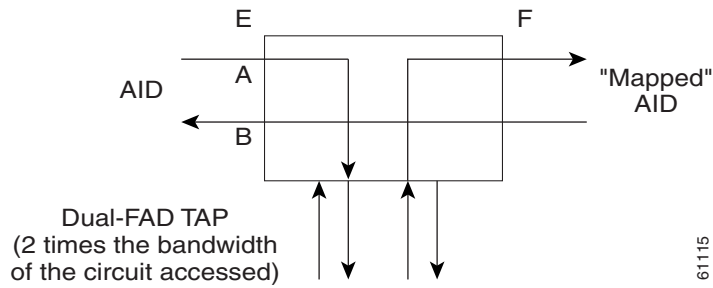 E
F
A
AID
"Mapped"
AID
B
Dual-FAD TAP
(2 times the bandwidth
of the circuit accessed)
61115